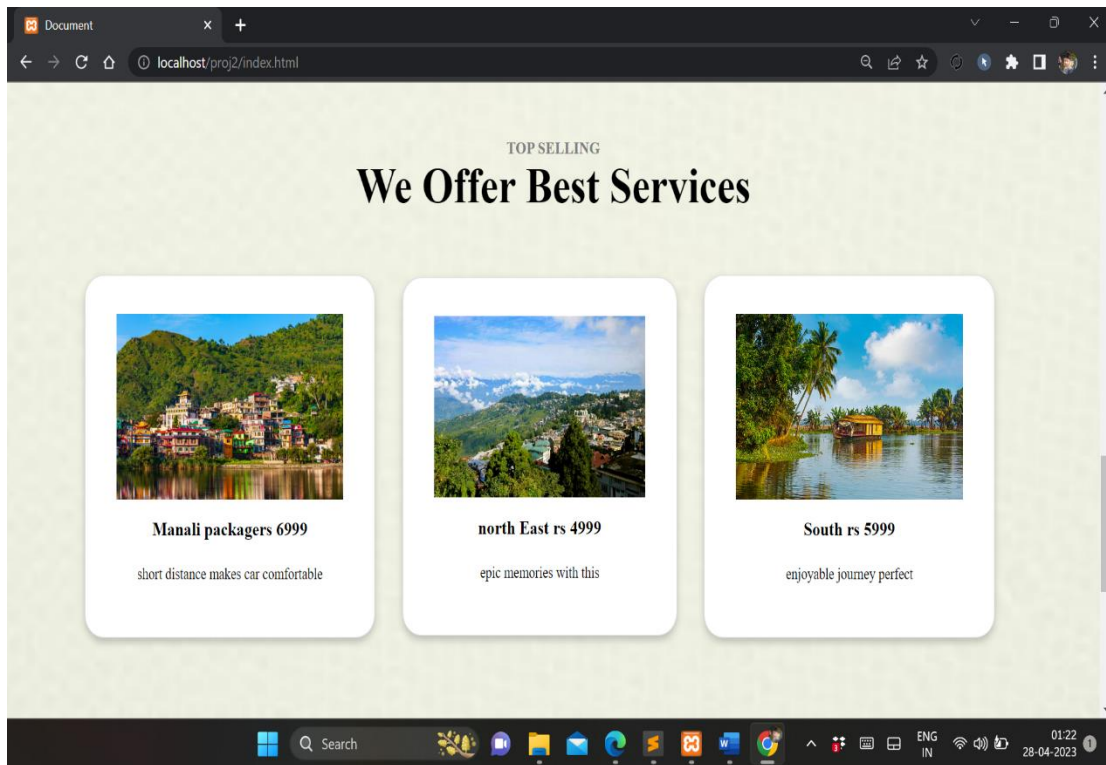 Document
localhost/proj2/index.html
TOP SELLING
We Offer Best Services
Manali packagers 6999
short distance makes car comfortable
north East rs 4999
epic memories with this
South rs 5999
enjoyable journey perfect
Search
ENG
IN
01:22
28-04-2023
1